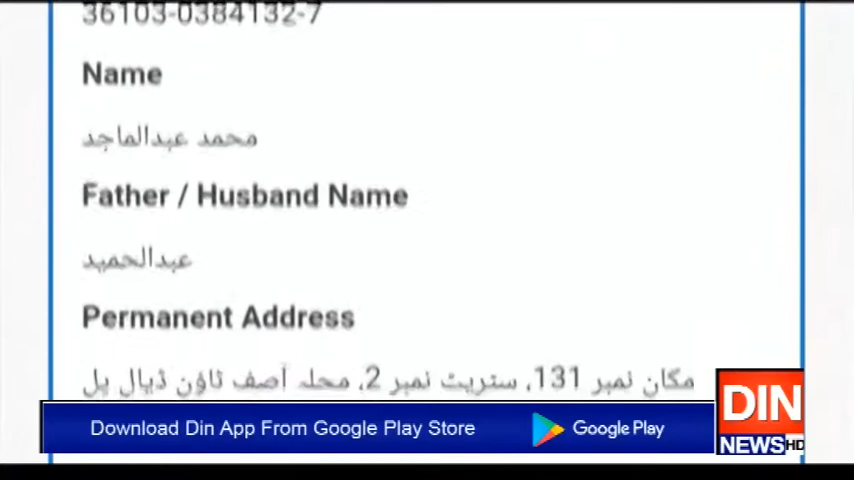 36103-0384132-7
Name
محمد عبدالماجد
Father / Husband Name
عبدالحمید
Permanent Address
مکان نمبر 131، سٹریٹ نمبر 2، محلہ آصف ٹاؤن ڈیال پل
Download Din App From Google Play Store
Google Play
DIN
NEWS HD